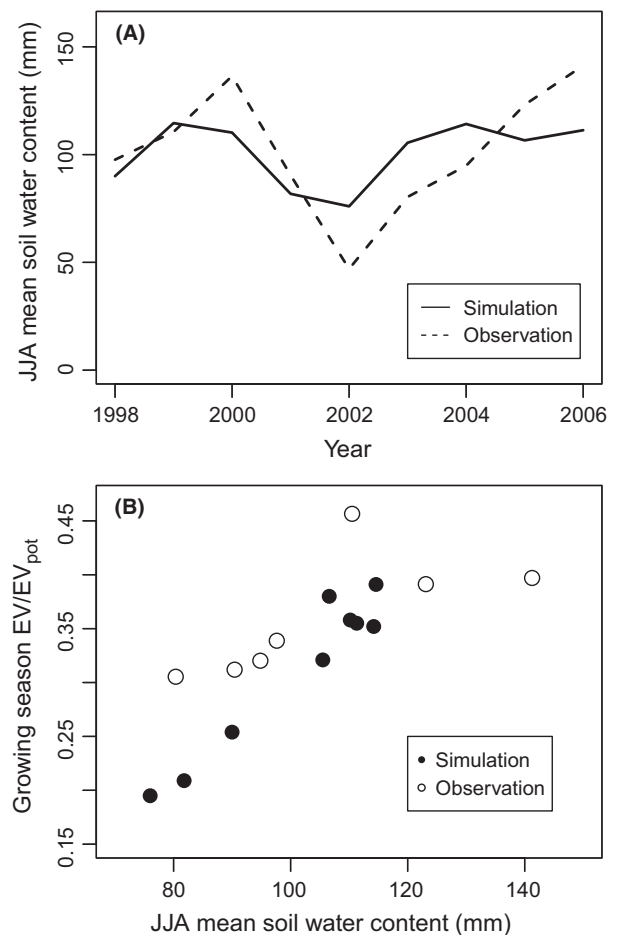 (A)
JJA mean soil water content (mm)
150
100
50
0
Simulation
Observation
1998 2000 2002 2004 2006
Year
(B)
Growing season EV/EVpot
0.45
0.35
0.25
0.15
Simulation
Observation
80 100 120 140
JJA mean soil water content (mm)